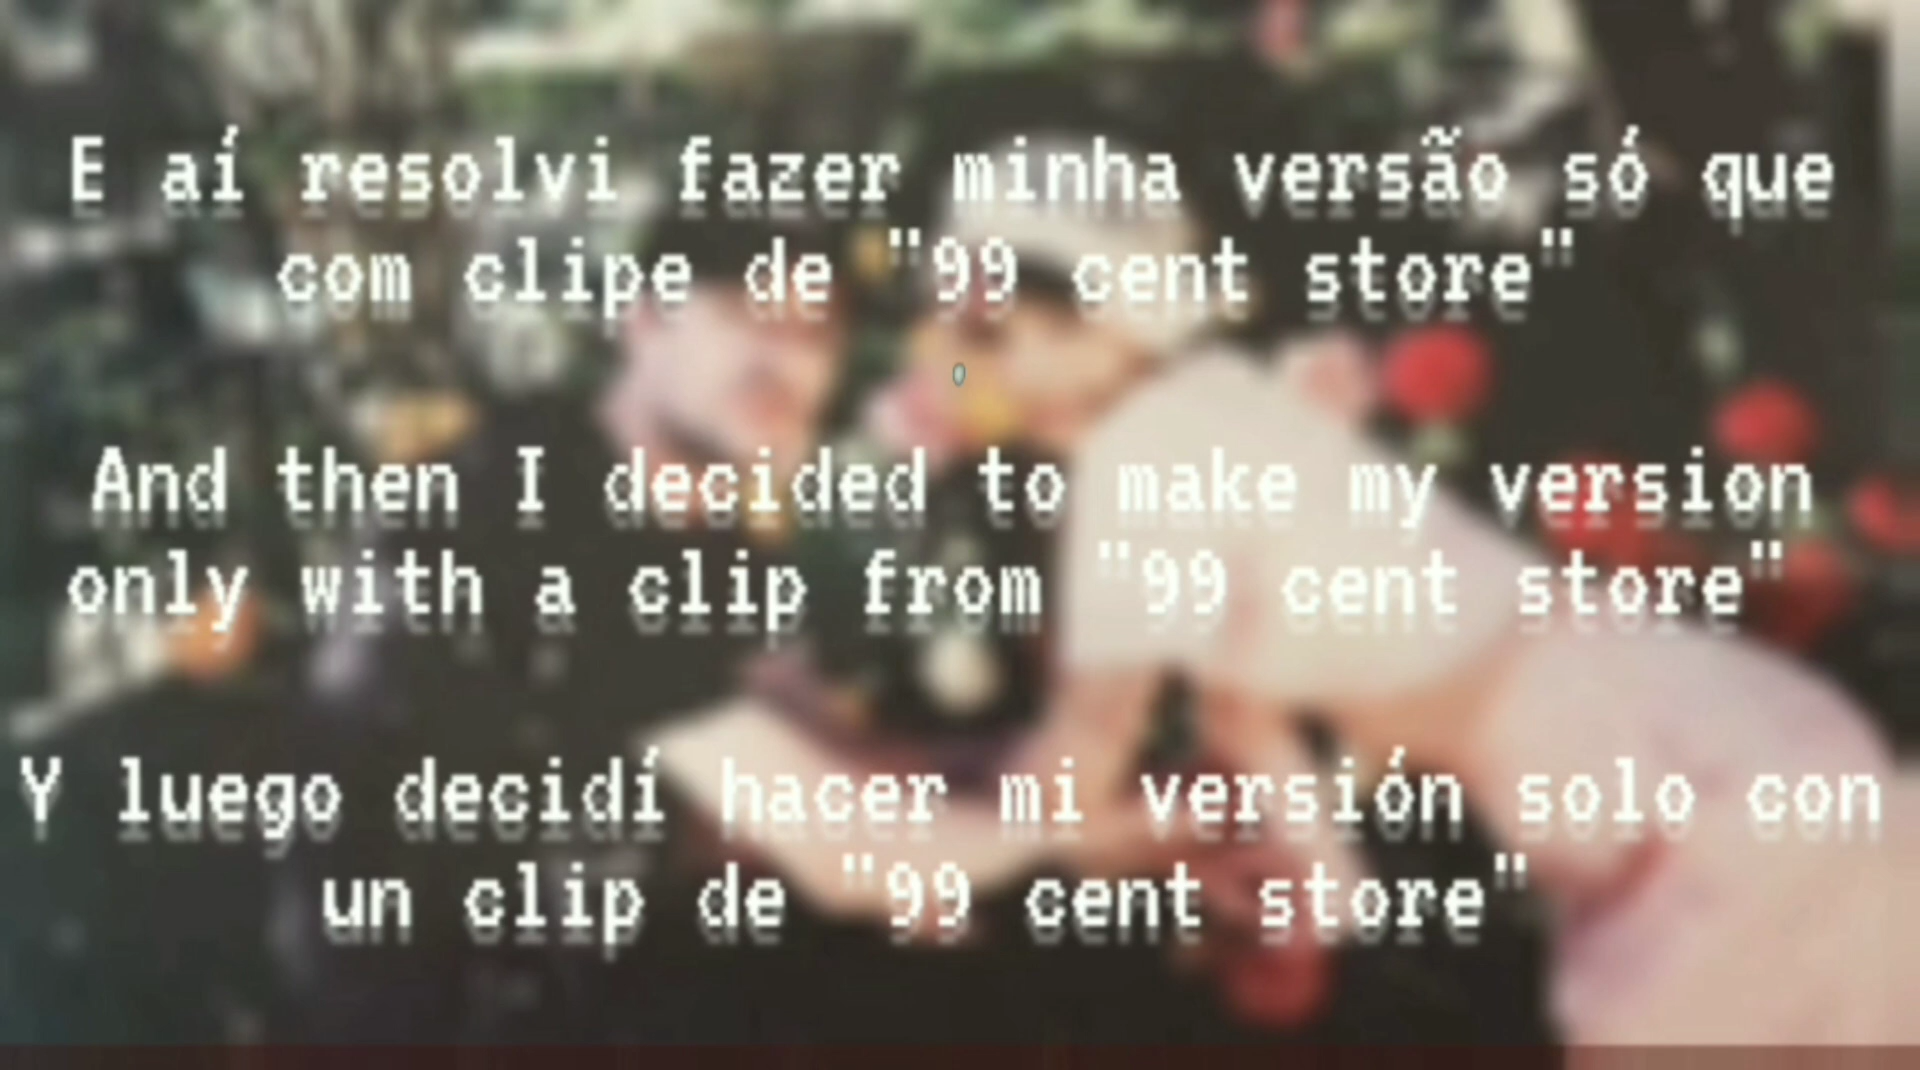 E aí resolvi fazer minha versão só que
com clipe de "99 cent store"
And then I decided to make my version
only with a clip from "99 cent store"
Y luego decidí hacer mi versión solo con
un clip de "99 cent store"